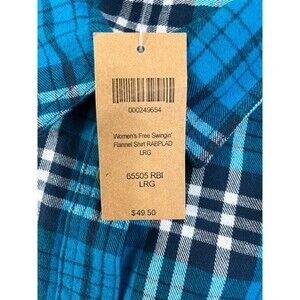 000249654
Women's Free Swingin'
Flannel Shirt RABPLAD
LRG
65505 RBI
LRG
$49.50